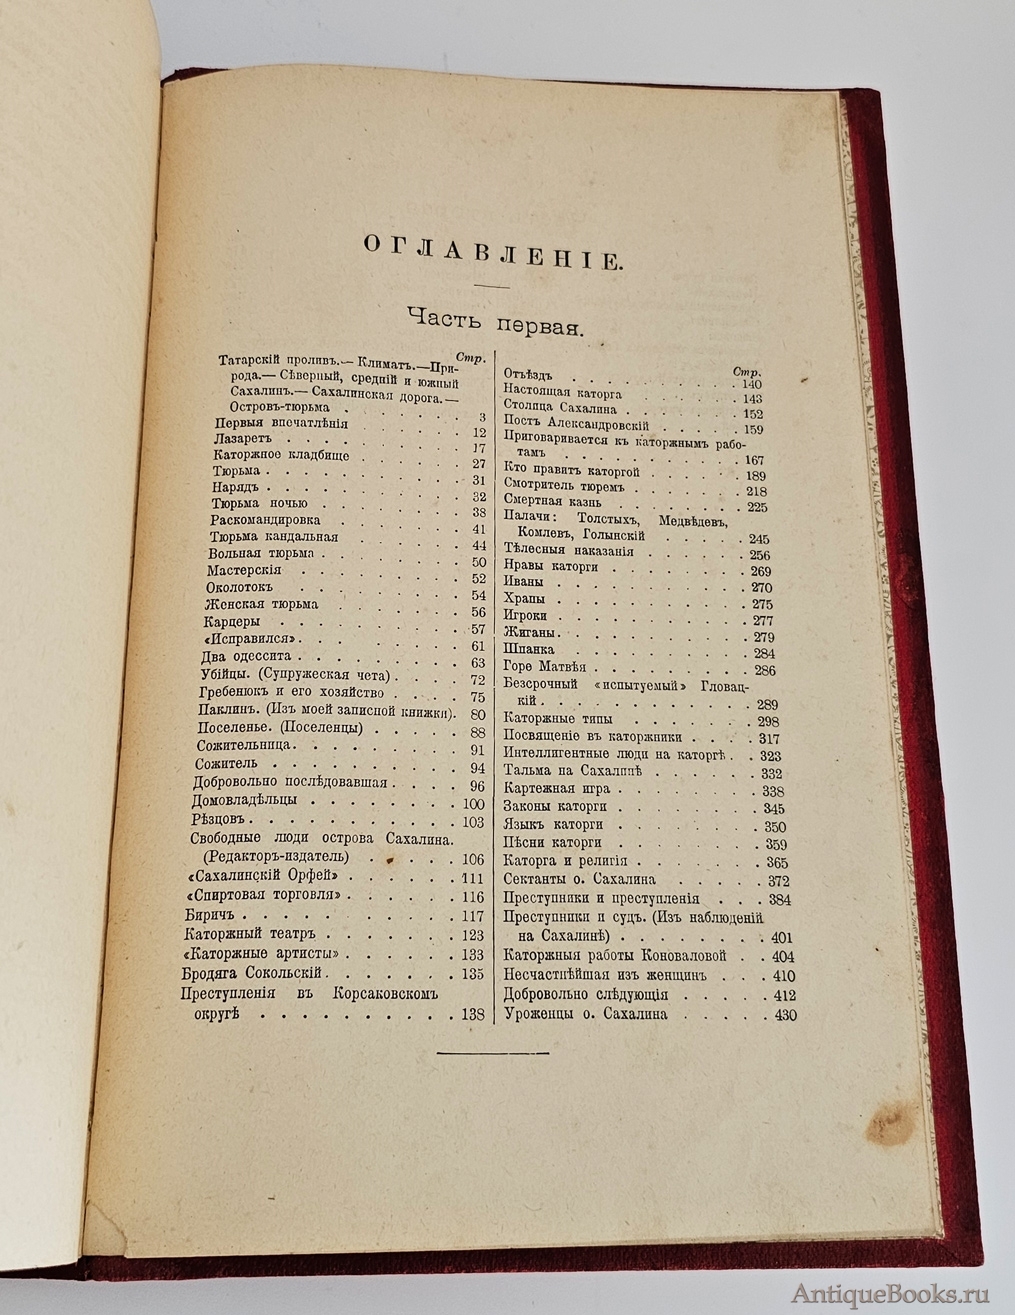 ОГЛАВЛЕНІЕ.
Часть первая.
Стр.
Татарскій проливъ.— Климатъ.—При-
рода.— Сѣверный, средній и южный
Сахалинъ.— Сахалинская дорога.—
Островъ-тюрьма . . . . . . 3
Первыя впечатлѣнія . . . . . . 12
Лазаретъ . . . . . . . . . 17
Каторжное кладбище . . . . . . 27
Тюрьма . . . . . . . . . . 31
Нарядъ . . . . . . . . . . 32
Тюрьма ночью . . . . . . . . 38
Раскомандировка . . . . . . . 41
Тюрьма кандальная . . . . . . 44
Вольная тюрьма . . . . . . . 50
Мастерскія . . . . . . . . . 52
Околотокъ . . . . . . . . . 54
Женская тюрьма . . . . . . . 56
Карцеры . . . . . . . . . . 57
«Исправился» . . . . . . . . 61
Два одессита . . . . . . . . . 63
Убійцы. (Супружеская чета) . . . . 72
Гребенюкъ и его хозяйство . . . . 75
Паклинъ. (Изъ моей записной книжки). 80
Поселенье. (Поселенцы) . . . . . 88
Сожительница . . . . . . . . . 91
Сожитель . . . . . . . . . . 94
Добровольно послѣдовавшая . . . . 96
Домовладѣльцы . . . . . . . . 100
Рѣзцовъ . . . . . . . . . . . 103
Свободные люди острова Сахалина.
(Редакторъ-издатель) . . . . . 106
«Сахалинскій Орфей» . . . . . . 111
«Спиртовая торговля» . . . . . . 116
Биричъ . . . . . . . . . . 117
Каторжный театръ . . . . . . . 123
«Каторжные артисты» . . . . . . 133
Бродяга Сокольскій . . . . . . . 135
Преступленія въ Корсаковскомъ
округѣ . . . . . . . . . . 138
Стр.
Отъѣздъ . . . . . . . . . . 140
Настоящая каторга . . . . . . 143
Столица Сахалина . . . . . . . 152
Постъ Александровскій . . . . . 159
Приговаривается къ каторжнымъ рабо-
тамъ . . . . . . . . . . 167
Кто правитъ каторгой . . . . . 189
Смотритель тюремъ . . . . . . . 218
Смертная казнь . . . . . . . . 225
Палачи: Толстыхъ, Медвѣдевъ,
Комлевъ, Голынскій . . . . . 245
Тѣлесныя наказанія . . . . . . 256
Нравы каторги . . . . . . . . 269
Иваны . . . . . . . . . . . 270
Храпы . . . . . . . . . . . 275
Игроки . . . . . . . . . . . 277
Жиганы . . . . . . . . . . . 279
Шпанка . . . . . . . . . . . 284
Горе Матвѣя . . . . . . . . . 286
Безсрочный «испытуемый» Гловац-
кій . . . . . . . . . . . . 289
Каторжные типы . . . . . . . 298
Посвященіе въ каторжники . . . . 317
Интеллигентные люди на каторгѣ . . 323
Тальма на Сахалинѣ . . . . . . 332
Картежная игра . . . . . . . . 338
Законы каторги . . . . . . . . 345
Языкъ каторги . . . . . . . . 350
Пѣсни каторги . . . . . . . . 359
Каторга и религія . . . . . . . 365
Сектанты о. Сахалина . . . . . 372
Преступники и преступленія . . . 384
Преступники и судъ. (Изъ наблюденій
на Сахалинѣ) . . . . . . . . 401
Каторжныя работы Коноваловой . . 404
Несчастнѣйшая изъ женщинъ . . . 410
Добровольно слѣдующія . . . . . 412
Уроженцы о. Сахалина . . . . . 430
AntiqueBooks.ru